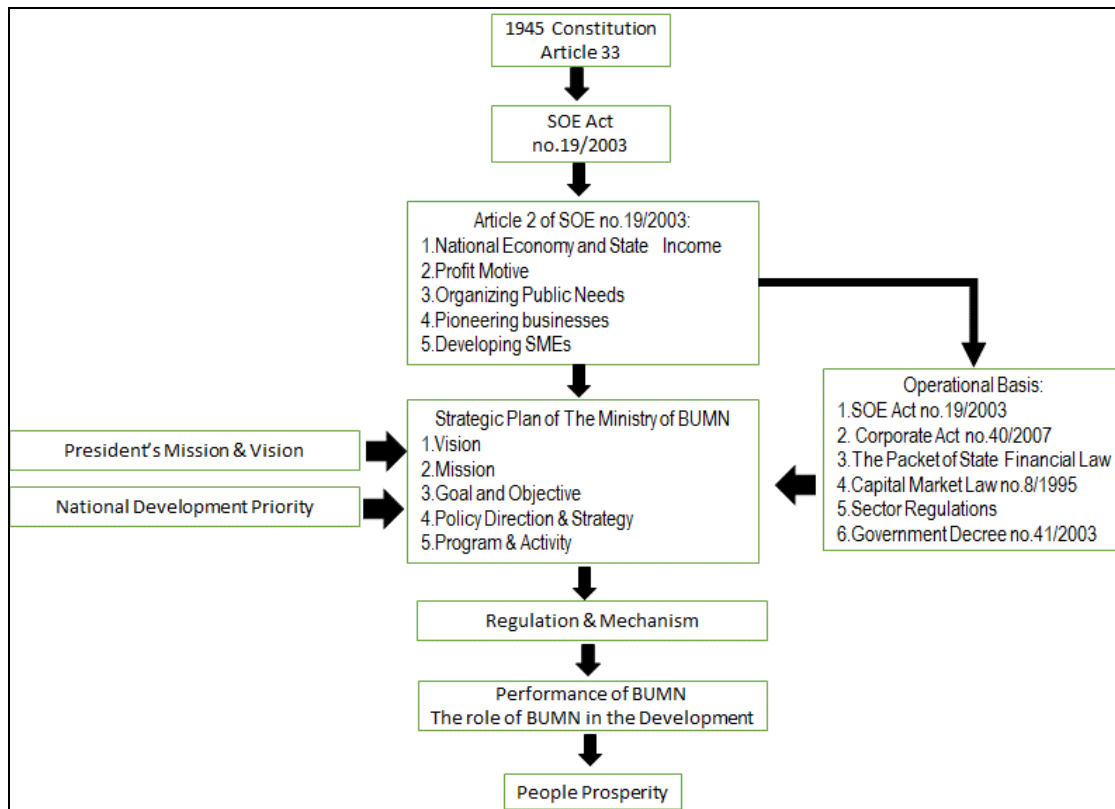 1945 Constitution
Article 33
SOE Act
no.19/2003
Article 2 of SOE no.19/2003:
1.National Economy and State Income
2.Profit Motive
3.Organizing Public Needs
4.Pioneering businesses
5.Developing SMEs
Operational Basis:
1.SOE Act no.19/2003
2. Corporate Act no.40/2007
3.The Packet of State Financial Law
4.Capital Market Law no.8/1995
5.Sector Regulations
6.Government Decree no.41/2003
President's Mission & Vision
National Development Priority
Strategic Plan of The Ministry of BUMN
1.Vision
2.Mission
3.Goal and Objective
4.Policy Direction & Strategy
5.Program & Activity
Regulation & Mechanism
Performance of BUMN
The role of BUMN in the Development
People Prosperity